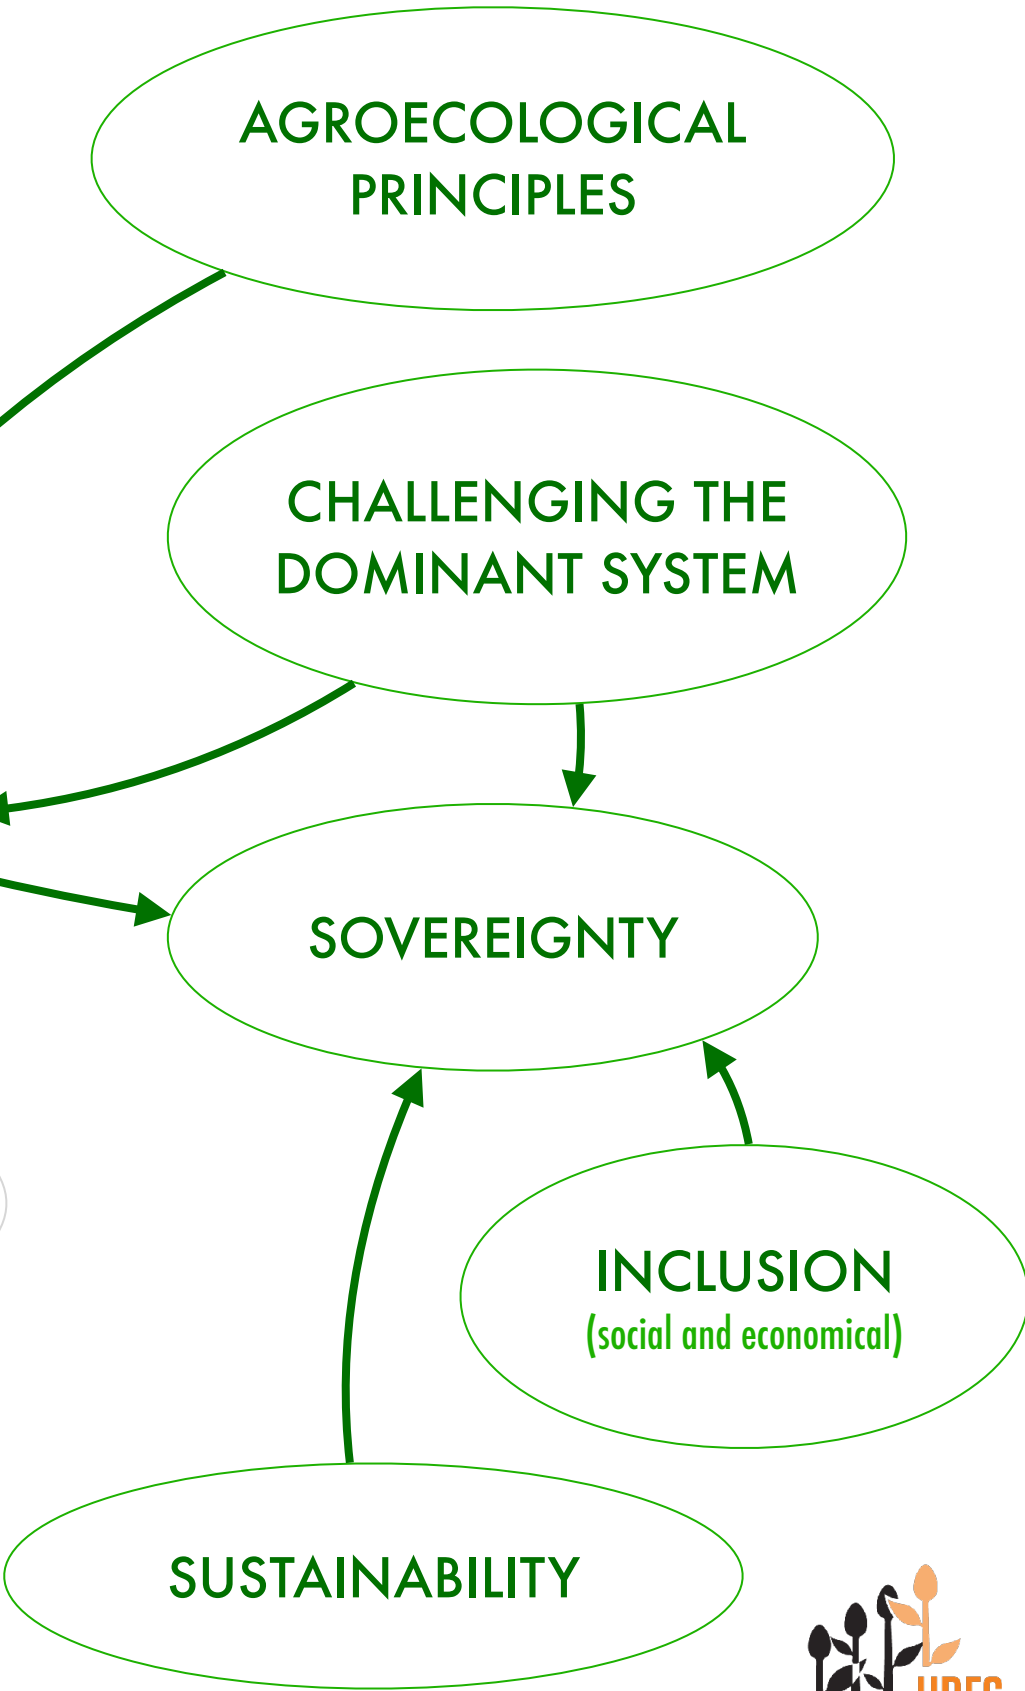 AGROECOLOGICAL
PRINCIPLES
CHALLENGING THE
DOMINANT SYSTEM
SOVEREIGNTY
INCLUSION
(social and economical)
SUSTAINABILITY